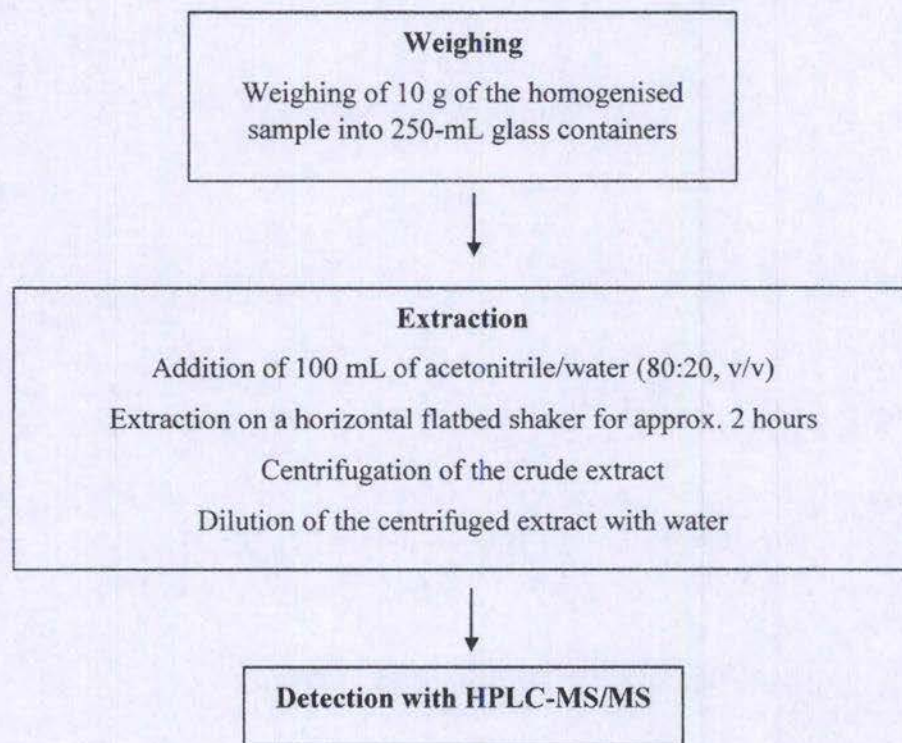 Weighing
Weighing of 10 g of the homogenised
sample into 250-mL glass containers
Extraction
Addition of 100 mL of acetonitrile/water (80:20, v/v)
Extraction on a horizontal flatbed shaker for approx. 2 hours
Centrifugation of the crude extract
Dilution of the centrifuged extract with water
Detection with HPLC-MS/MS